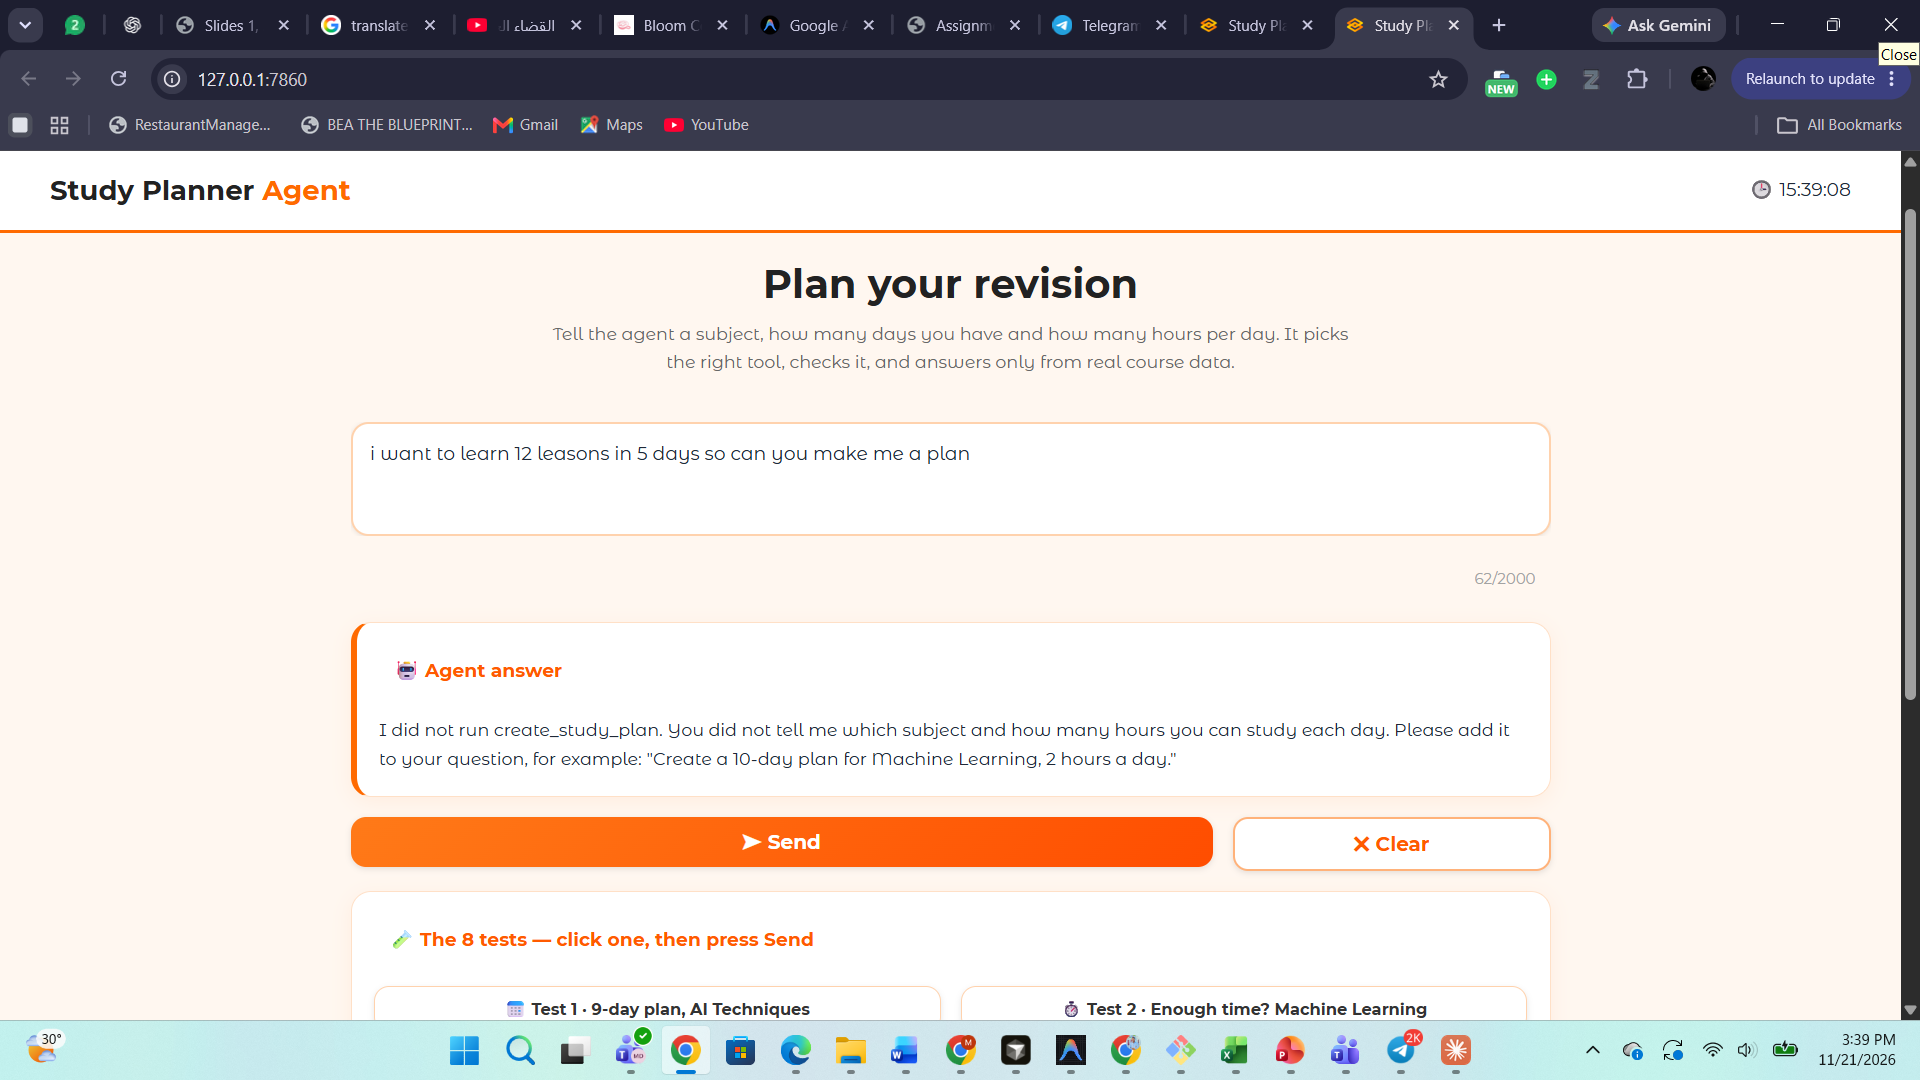 2
Slides 1,
translate
القضاء ال
Bloom C
Google A
Assignm
Telegram
Study Pl
Study Pl
Ask Gemini
Close
127.0.0.1:7860
NEW
Relaunch to update
RestaurantManage...
BEA THE BLUEPRINT...
Gmail
Maps
YouTube
All Bookmarks
Study Planner Agent
15:39:08
Plan your revision
Tell the agent a subject, how many days you have and how many hours per day. It picks
the right tool, checks it, and answers only from real course data.
i want to learn 12 leasons in 5 days so can you make me a plan
62/2000
Agent answer
I did not run create_study_plan. You did not tell me which subject and how many hours you can study each day. Please add it
to your question, for example: "Create a 10-day plan for Machine Learning, 2 hours a day."
➤ Send
✕ Clear
The 8 tests — click one, then press Send
Test 1 · 9-day plan, AI Techniques
Test 2 · Enough time? Machine Learning
30°
2K
3:39 PM
11/21/2026